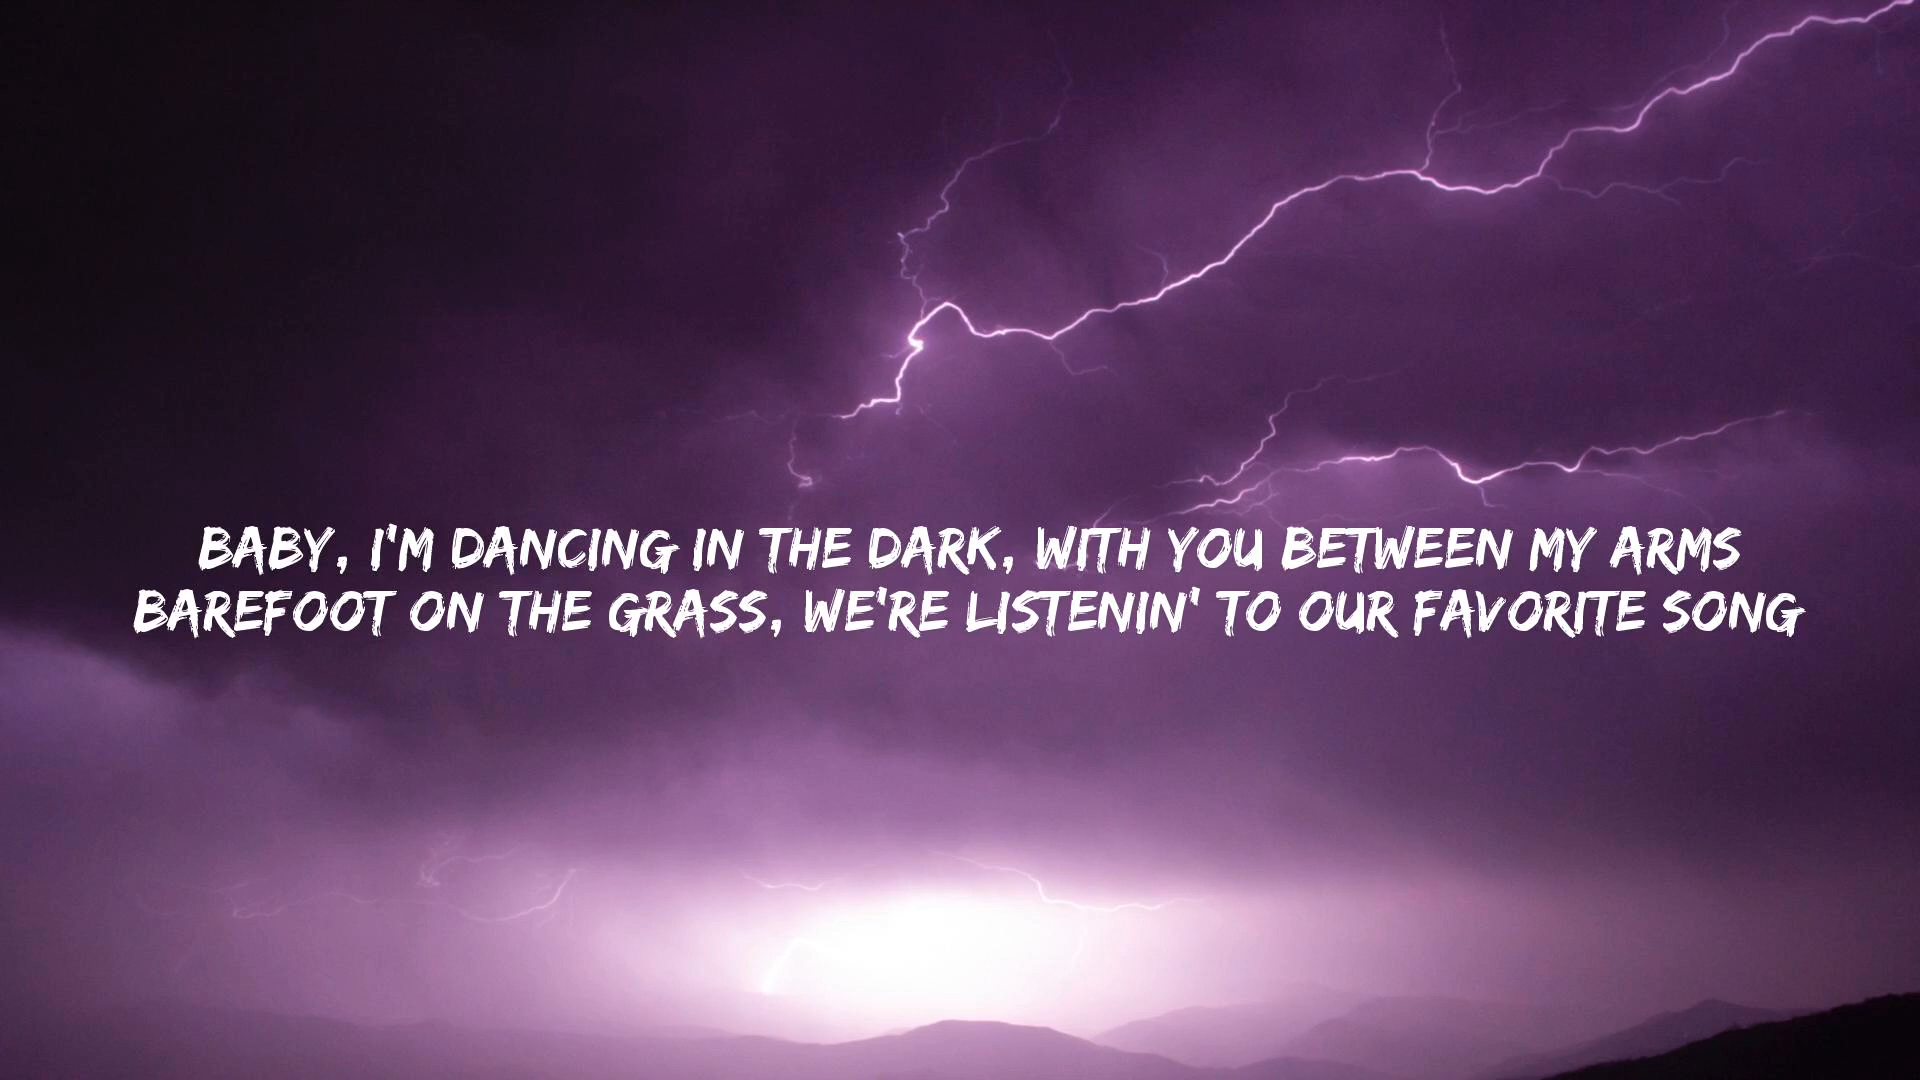 BABY, I'M DANCING IN THE DARK, WITH YOU BETWEEN MY ARMS
BAREFOOT ON THE GRASS, WE'RE LISTENIN' TO OUR FAVORITE SONG